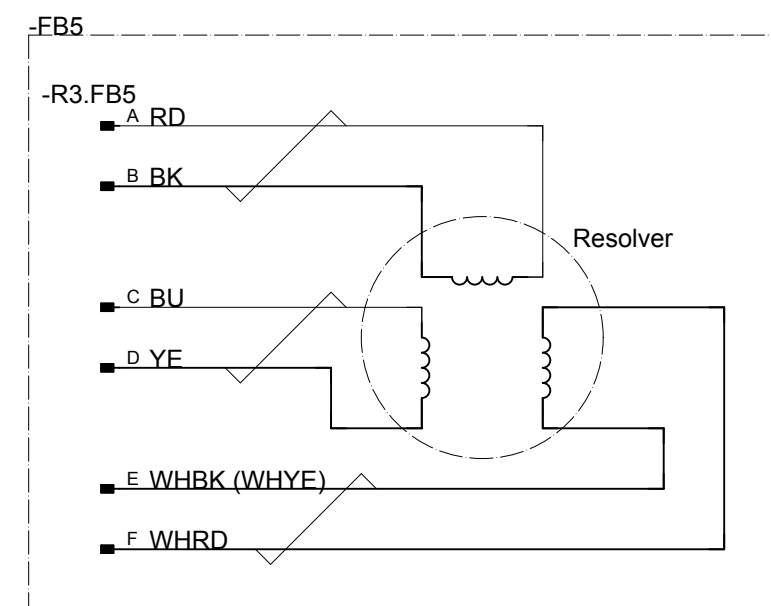 -FB5
-R3.FB5
A RD
B BK
Resolver
C BU
D YE
E WHBK (WHYE)
F WHRD